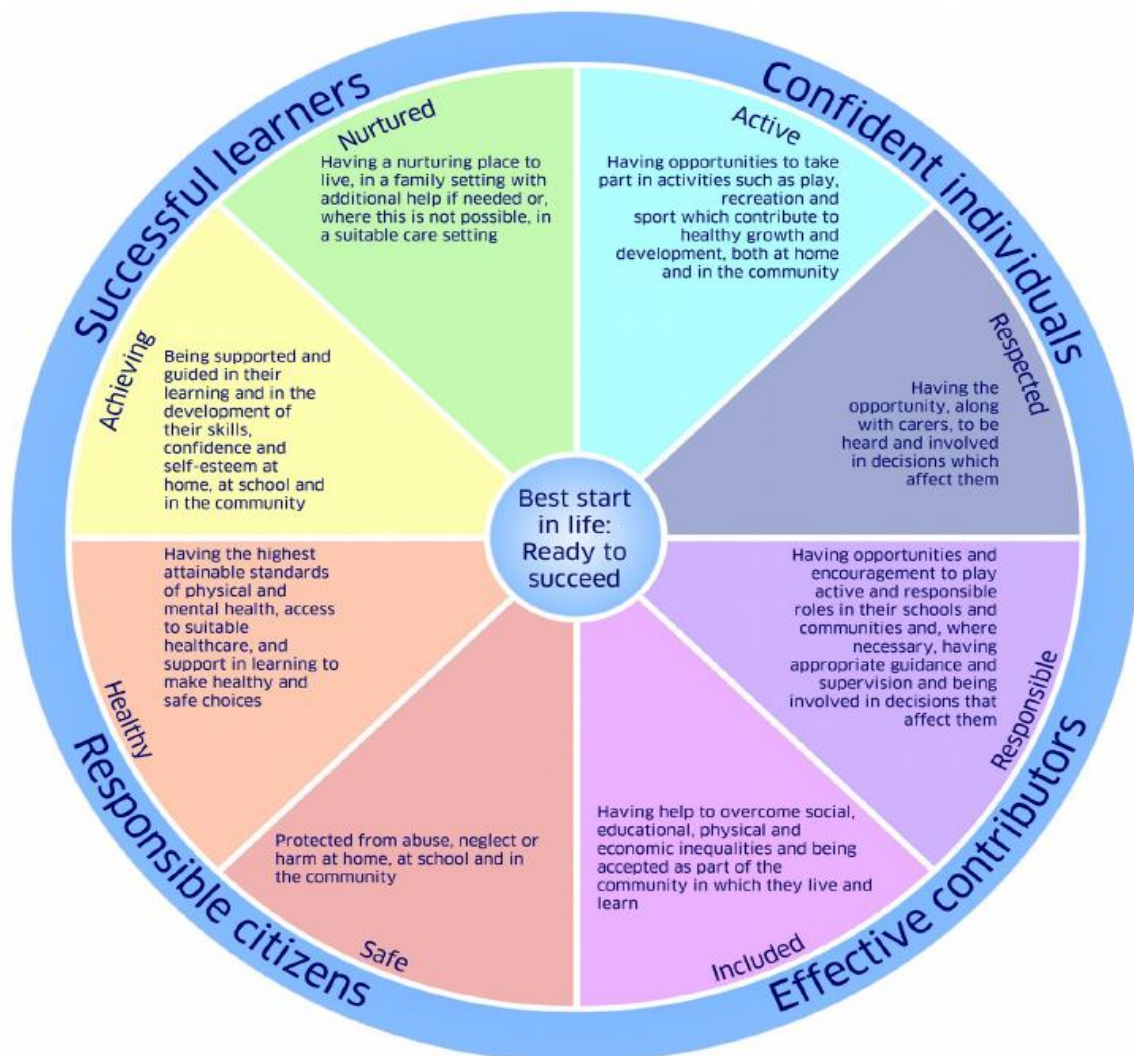 Successful learners
Confident individuals
Nurtured
Having a nurturing place to
live, in a family setting with
additional help if needed or,
where this is not possible, in
a suitable care setting
Active
Having opportunities to take
part in activities such as play,
recreation and
sport which contribute to
healthy growth and
development, both at home
and in the community
Achieving
Being supported and
guided in their
learning and in the
development of
their skills,
confidence and
self-esteem at
home, at school and
in the community
Respected
Having the
opportunity, along
with carers, to be
heard and involved
in decisions which
affect them
Best start
in life:
Ready to
succeed
Healthy
Having the highest
attainable standards
of physical and
mental health, access
to suitable
healthcare, and
support in learning to
make healthy and
safe choices
Responsible
Having opportunities and
encouragement to play
active and responsible
roles in their schools and
communities and, where
necessary, having
appropriate guidance and
supervision and being
involved in decisions that
affect them
Protected from abuse, neglect or
harm at home, at school and in
the community
Safe
Having help to overcome social,
educational, physical and
economic inequalities and being
accepted as part of the
community in which they live and
learn
Included
Responsible citizens
Effective contributors